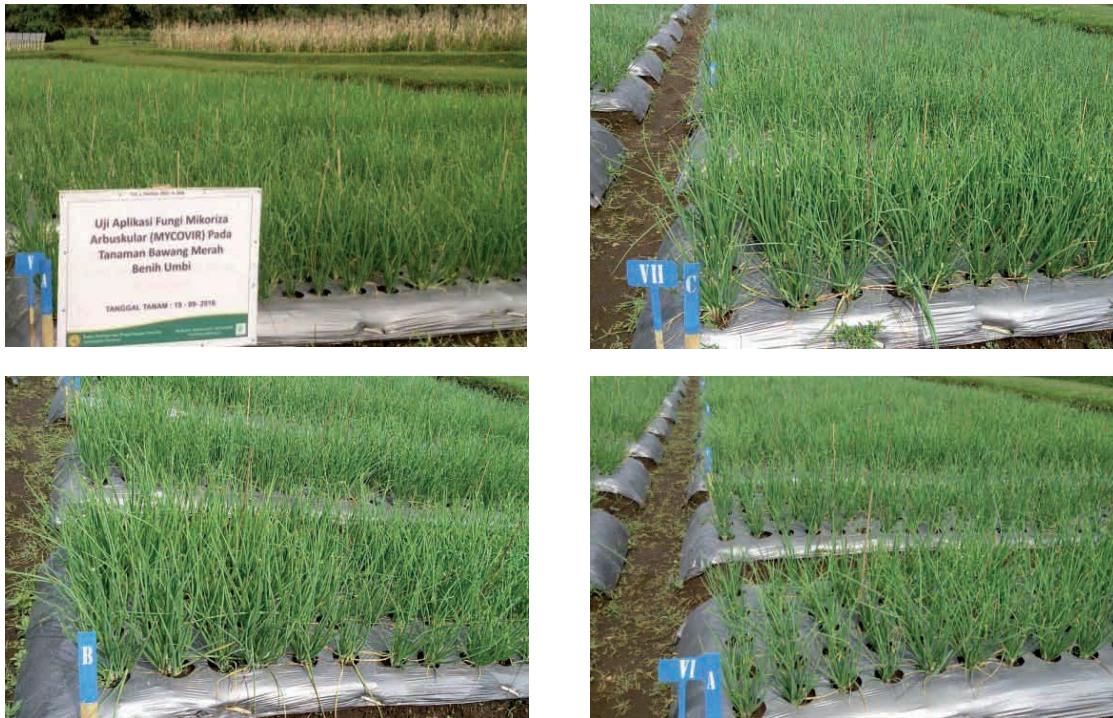 Uji Aplikasi Fungi Mikoriza
Arbuskular (MYCOVIR) Pada
Tanaman Bawang Merah
Benih Umbi
TANGGAL TANAM : 19 - 09- 2016
V
A
VII
C
B
VI
A